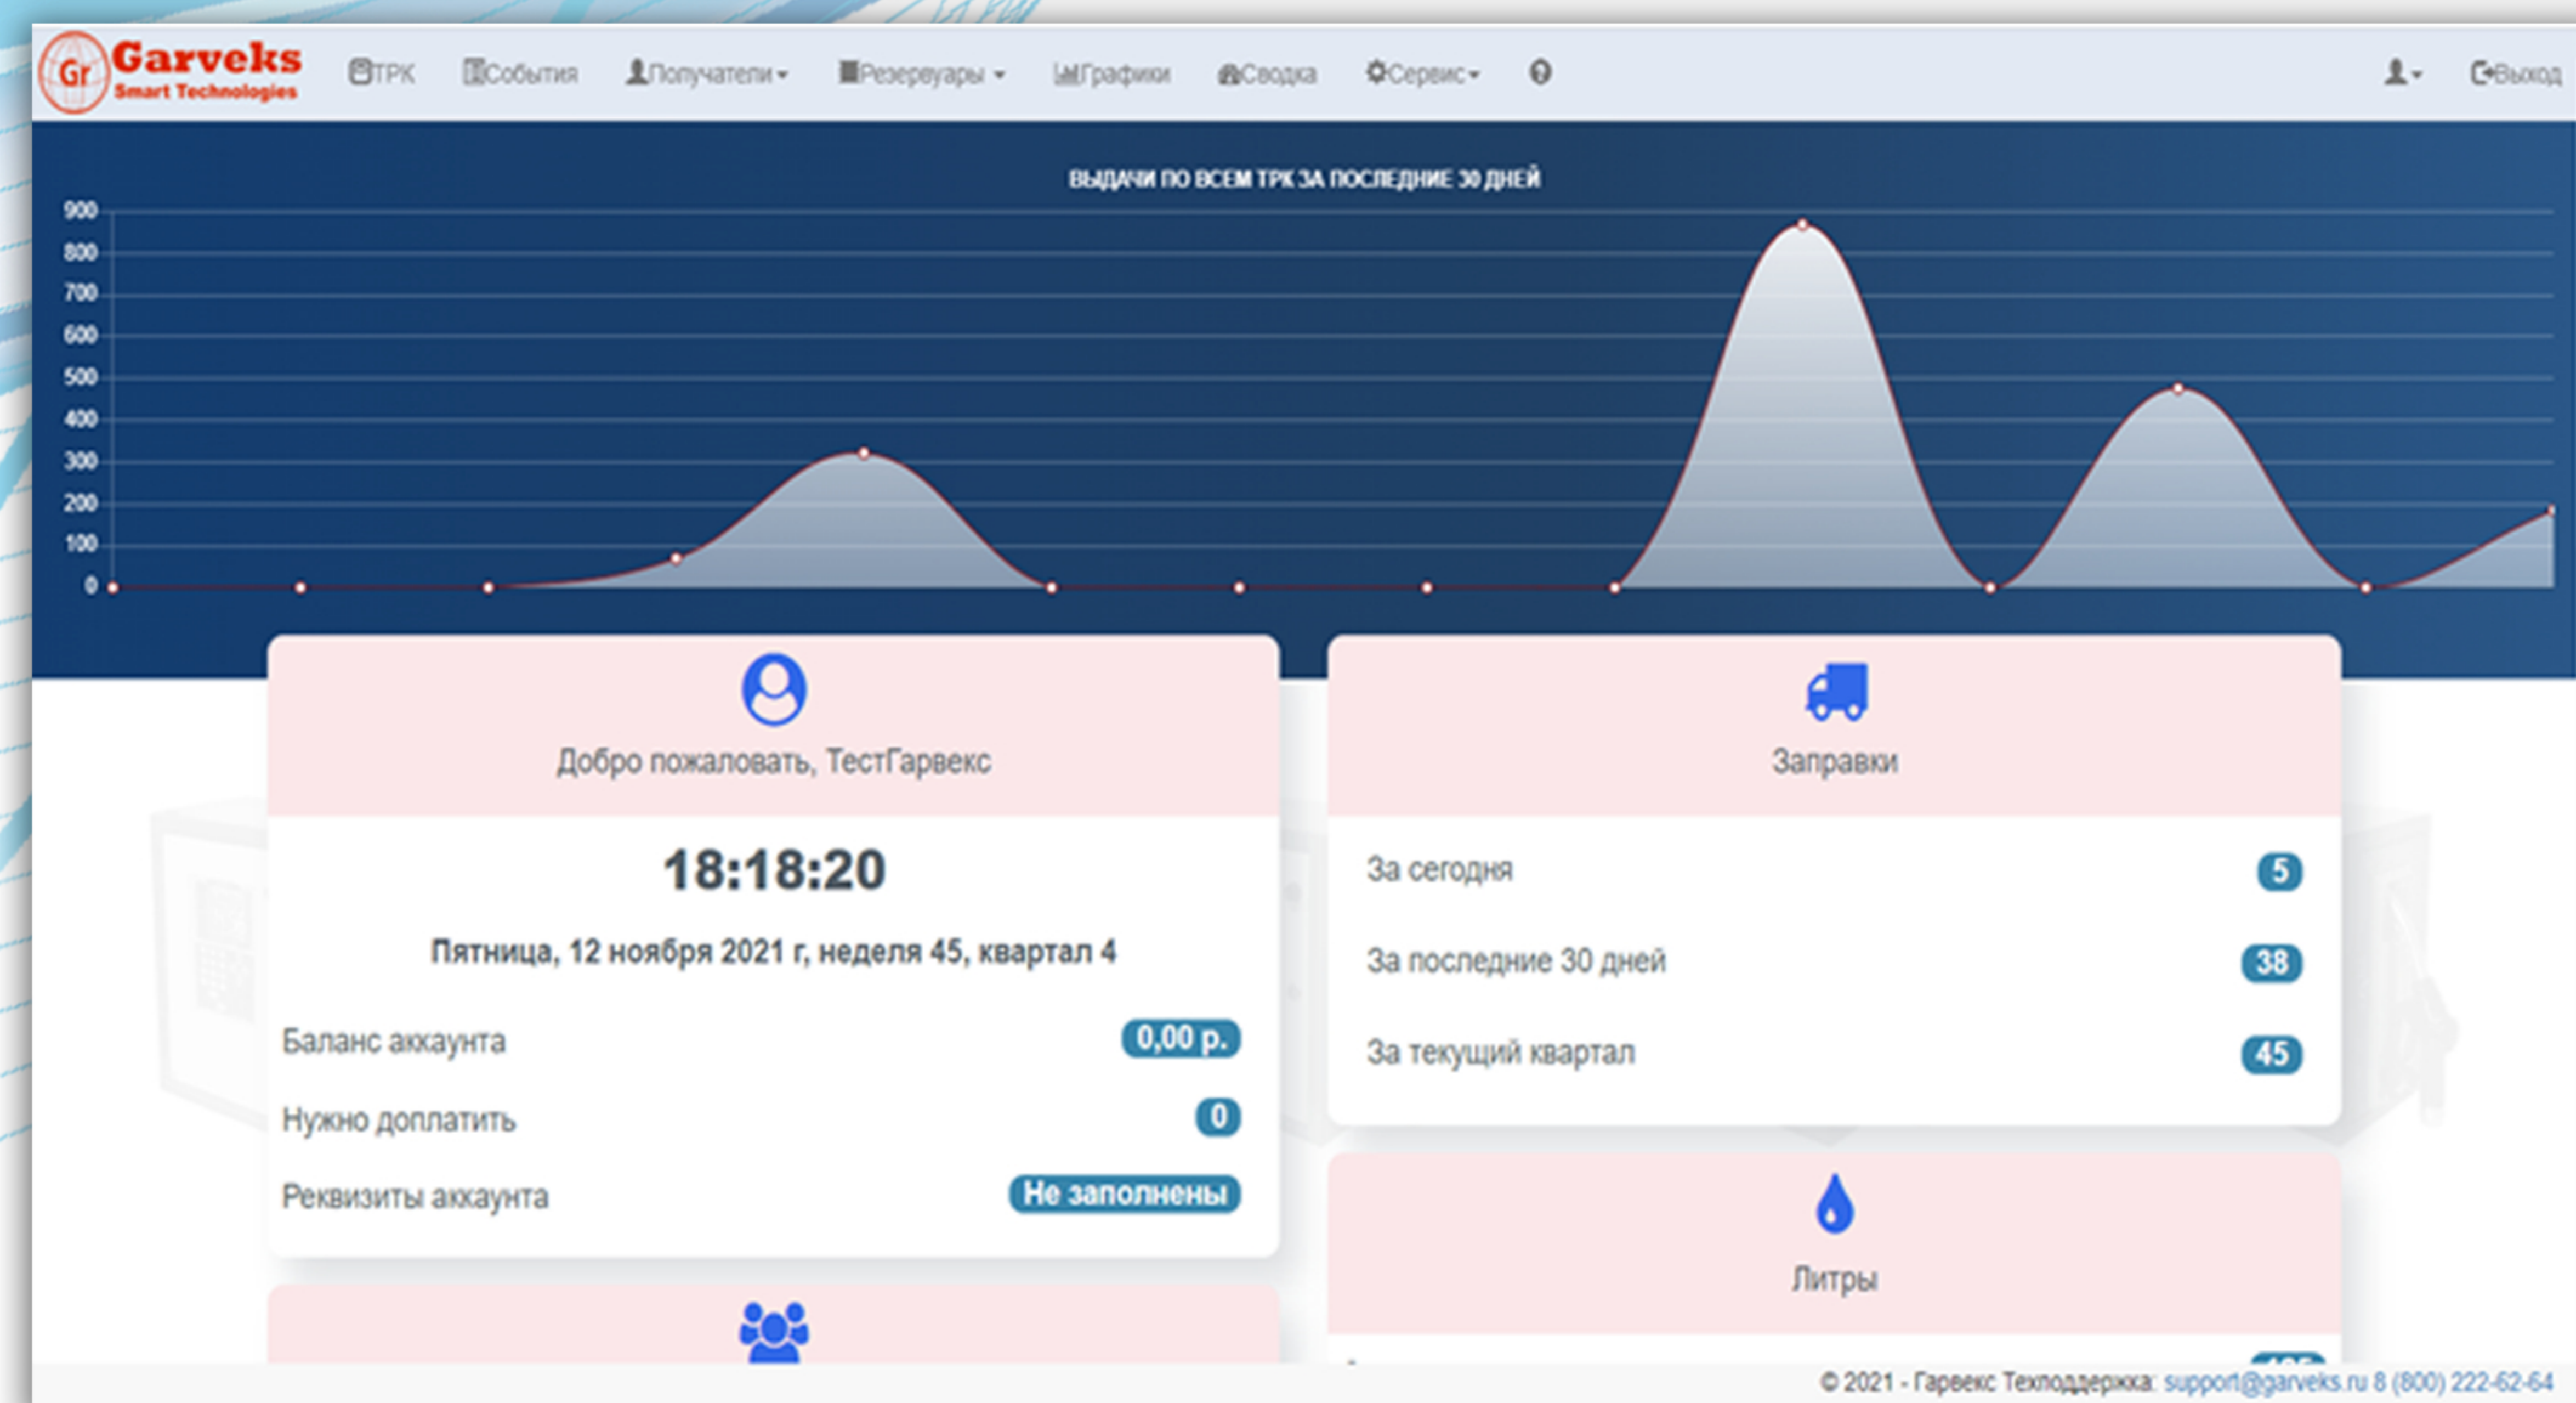 Gr Garveks
Smart Technologies
ТРК События Получатели Резервуары Графики Сводка Сервис ? Выход
ВЫДАЧИ ПО ВСЕМ ТРК ЗА ПОСЛЕДНИЕ 30 ДНЕЙ
900
800
700
600
500
400
300
200
100
0
Добро пожаловать, ТестГарвекс
18:18:20
Пятница, 12 ноября 2021 г, неделя 45, квартал 4
Баланс аккаунта 0,00 р.
Нужно доплатить 0
Реквизиты аккаунта Не заполнены
Заправки
За сегодня 5
За последние 30 дней 38
За текущий квартал 45
Литры
© 2021 - Гарвекс Техподдержка: support@garveks.ru 8 (800) 222-62-64